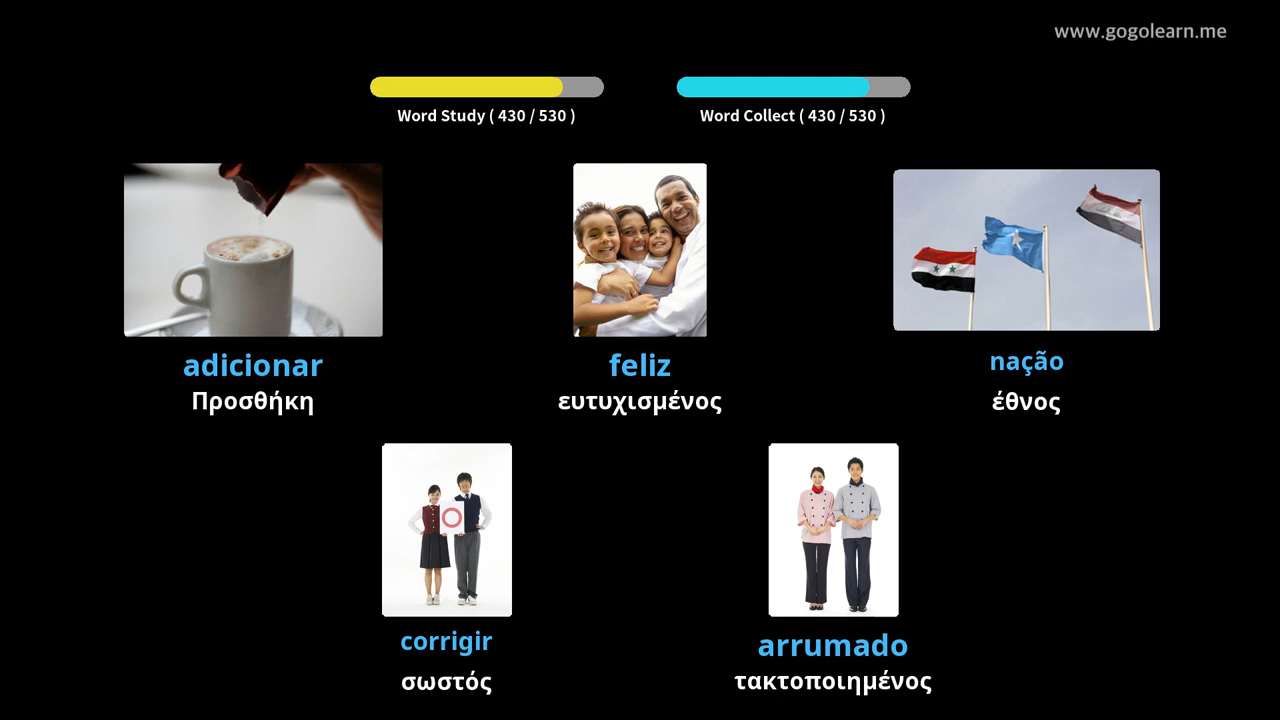 www.gogolearn.me
Word Study ( 430 / 530 )
Word Collect ( 430 / 530 )
adicionar
Προσθήκη
feliz
ευτυχισμένος
nação
έθνος
corrigir
σωστός
arrumado
τακτοποιημένος